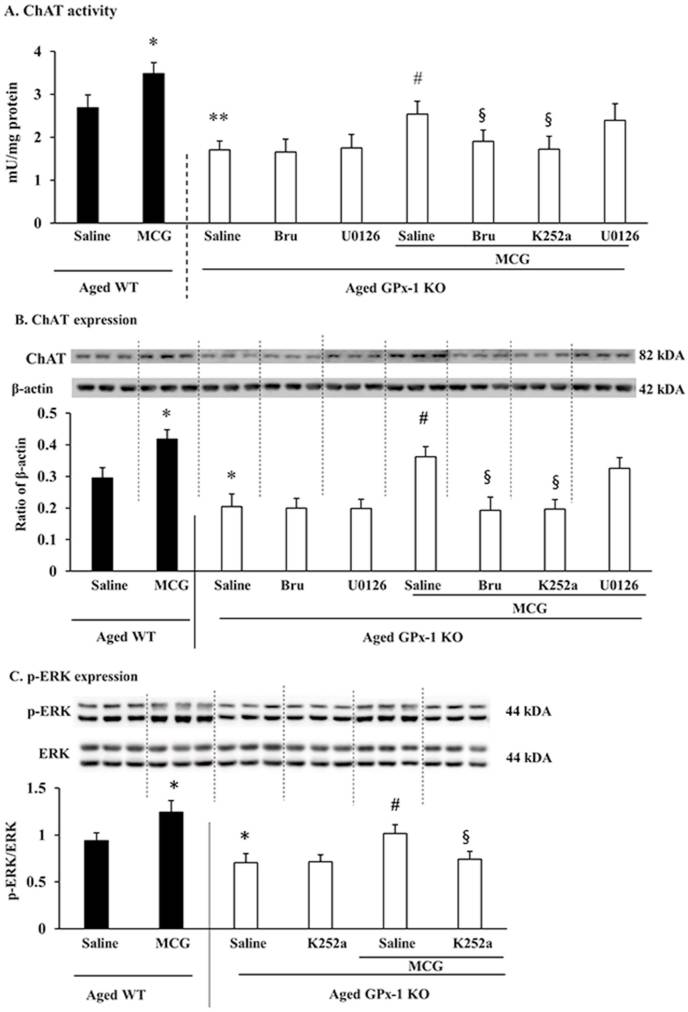 A. ChAT activity
mU/mg protein
4
3
2
1
0
*
**
#
§
§
Saline MCG Saline Bru U0126 Saline Bru K252a U0126
MCG
Aged WT Aged GPx-1 KO
B. ChAT expression
ChAT 82 kDA
β-actin 42 kDA
Ratio of β-actin
0.5
0.4
0.3
0.2
0.1
0
*
*
#
§
§
Saline MCG Saline Bru U0126 Saline Bru K252a U0126
MCG
Aged WT Aged GPx-1 KO
C. p-ERK expression
p-ERK 44 kDA
ERK 44 kDA
p-ERK/ERK
1.5
1
0.5
0
*
*
#
§
Saline MCG Saline K252a Saline K252a
MCG
Aged WT Aged GPx-1 KO